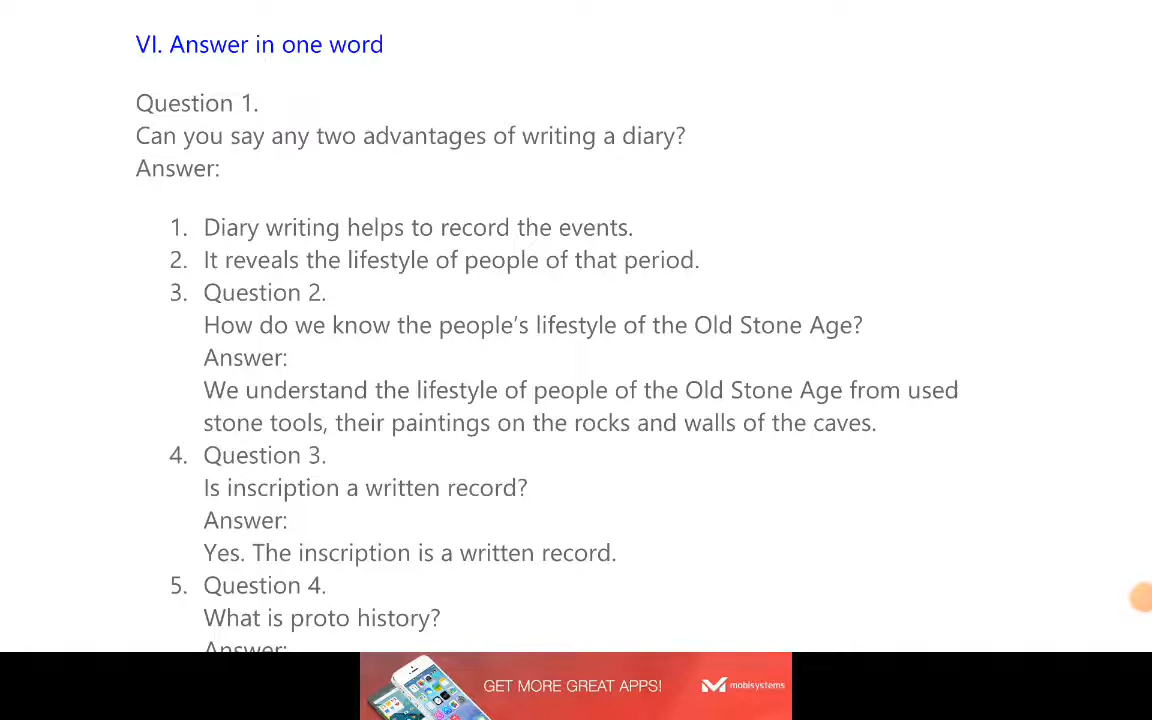 VI. Answer in one word
Question 1.
Can you say any two advantages of writing a diary?
Answer:
1. Diary writing helps to record the events.
2. It reveals the lifestyle of people of that period.
3. Question 2.
How do we know the people's lifestyle of the Old Stone Age?
Answer:
We understand the lifestyle of people of the Old Stone Age from used
stone tools, their paintings on the rocks and walls of the caves.
4. Question 3.
Is inscription a written record?
Answer:
Yes. The inscription is a written record.
5. Question 4.
What is proto history?
Answer:
GET MORE GREAT APPS!
mobisystems